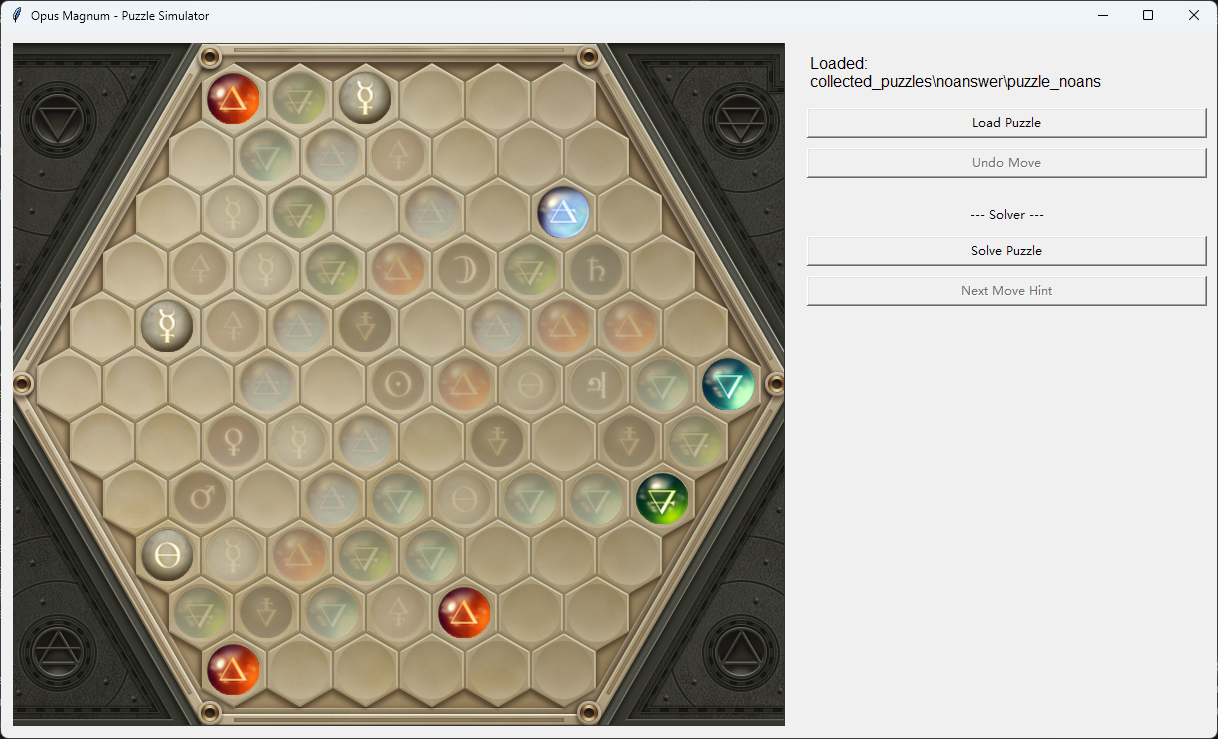 Opus Magnum - Puzzle Simulator
Loaded:
collected_puzzles\noanswer\puzzle_noans
Load Puzzle
Undo Move
--- Solver ---
Solve Puzzle
Next Move Hint